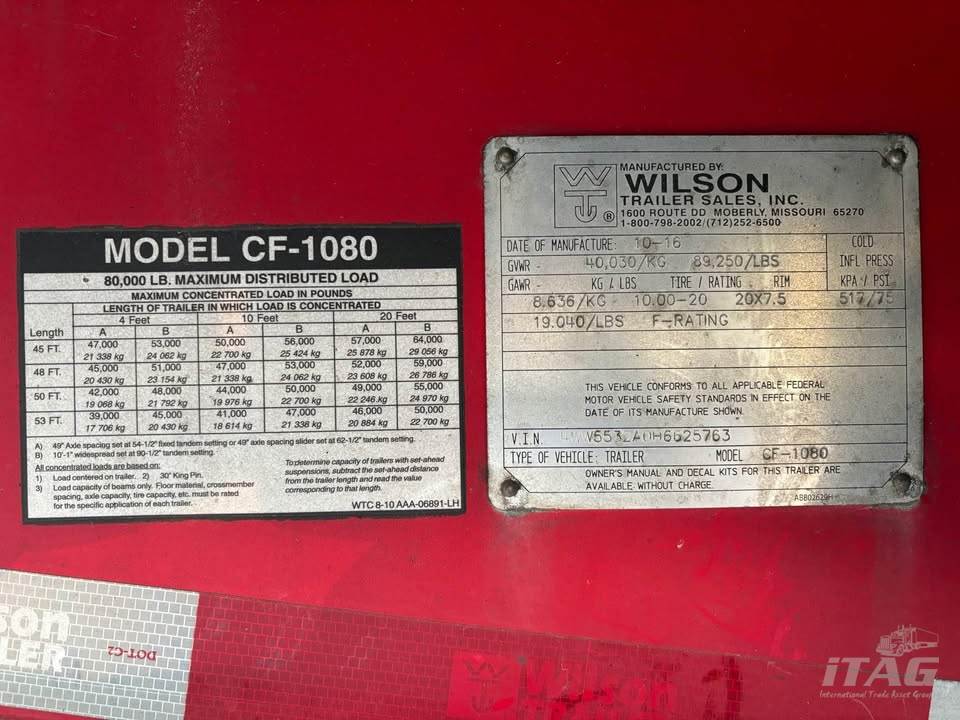 MODEL CF-1080
80,000 LB. MAXIMUM DISTRIBUTED LOAD
MAXIMUM CONCENTRATED LOAD IN POUNDS
LENGTH OF TRAILER IN WHICH LOAD IS CONCENTRATED
Length 4 Feet 10 Feet 20 Feet
A B A B A B
45 FT. 47,000 53,000 50,000 56,000 57,000 64,000
21 338 kg 24 062 kg 22 700 kg 25 424 kg 25 878 kg 29 056 kg
48 FT. 45,000 51,000 47,000 53,000 52,000 59,000
20 430 kg 23 154 kg 21 338 kg 24 062 kg 23 608 kg 26 786 kg
50 FT. 42,000 48,000 44,000 50,000 49,000 55,000
19 068 kg 21 792 kg 19 976 kg 22 700 kg 22 246 kg 24 970 kg
53 FT. 39,000 45,000 41,000 47,000 46,000 50,000
17 706 kg 20 430 kg 18 614 kg 21 338 kg 20 884 kg 22 700 kg
A) 49" Axle spacing set at 54-1/2" fixed tandem setting or 49" axle spacing slider set at 62-1/2" tandem setting.
B) 10'-1" widespread set at 90-1/2" tandem setting.
All concentrated loads are based on:
1) Load centered on trailer. 2) 30" King Pin.
3) Load capacity of beams only. Floor material, crossmember
spacing, axle capacity, tire capacity, etc. must be rated
for the specific application of each trailer.
To determine capacity of trailers with set-ahead
suspensions, subtract the set-ahead distance
from the trailer length and read the value
corresponding to that length.
WTC 8-10 AAA-06891-LH
WT ®
MANUFACTURED BY:
WILSON
TRAILER SALES, INC.
1600 ROUTE DD MOBERLY, MISSOURI 65270
1-800-798-2002/(712)252-6500
DATE OF MANUFACTURE: 10-16 COLD
GVWR - 40,030/KG 89,250/LBS INFL PRESS
GAWR - KG / LBS TIRE / RATING RIM KPA / PSI
8,636/KG 10.00-20 20X7.5 517/75
19,040/LBS F-RATING
THIS VEHICLE CONFORMS TO ALL APPLICABLE FEDERAL
MOTOR VEHICLE SAFETY STANDARDS IN EFFECT ON THE
DATE OF ITS MANUFACTURE SHOWN.
V.I.N.
TYPE OF VEHICLE: TRAILER MODEL CF-1080
OWNER'S MANUAL AND DECAL KITS FOR THIS TRAILER ARE
AVAILABLE WITHOUT CHARGE.
son
LER
DOT-C2
WT Wilson
iTAG
International Trade Asset Group